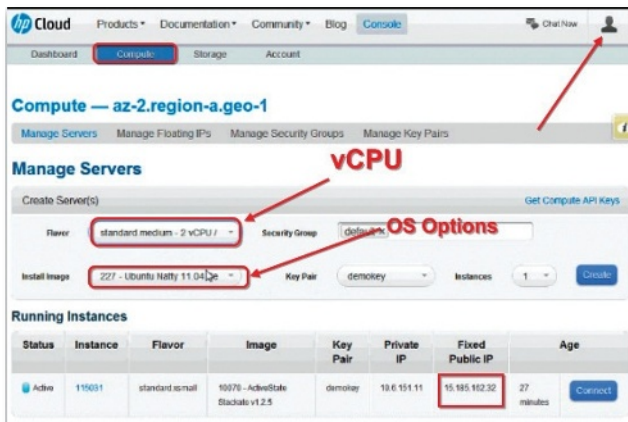 hp Cloud Products Documentation Community Blog Console Chat Now
Dashboard Compute Storage Account
Compute — az-2.region-a.geo-1
Manage Servers Manage Floating IPs Manage Security Groups Manage Key Pairs
vCPU
Manage Servers
Create Server(s) Get Compute API Keys
Flavor standard medium - 2 vCPU / Security Group default x
OS Options
Install Image 227 - Ubuntu Natty 11.04 Key Pair demokey Instances 1 Create
Running Instances
Status Instance Flavor Image Key Pair Private IP Fixed Public IP Age
Active 115031 standard.xsmall 10070 - ActiveState Stackato v1.2.5 demokey 10.6.151.11 15.185.162.32 27 minutes Connect